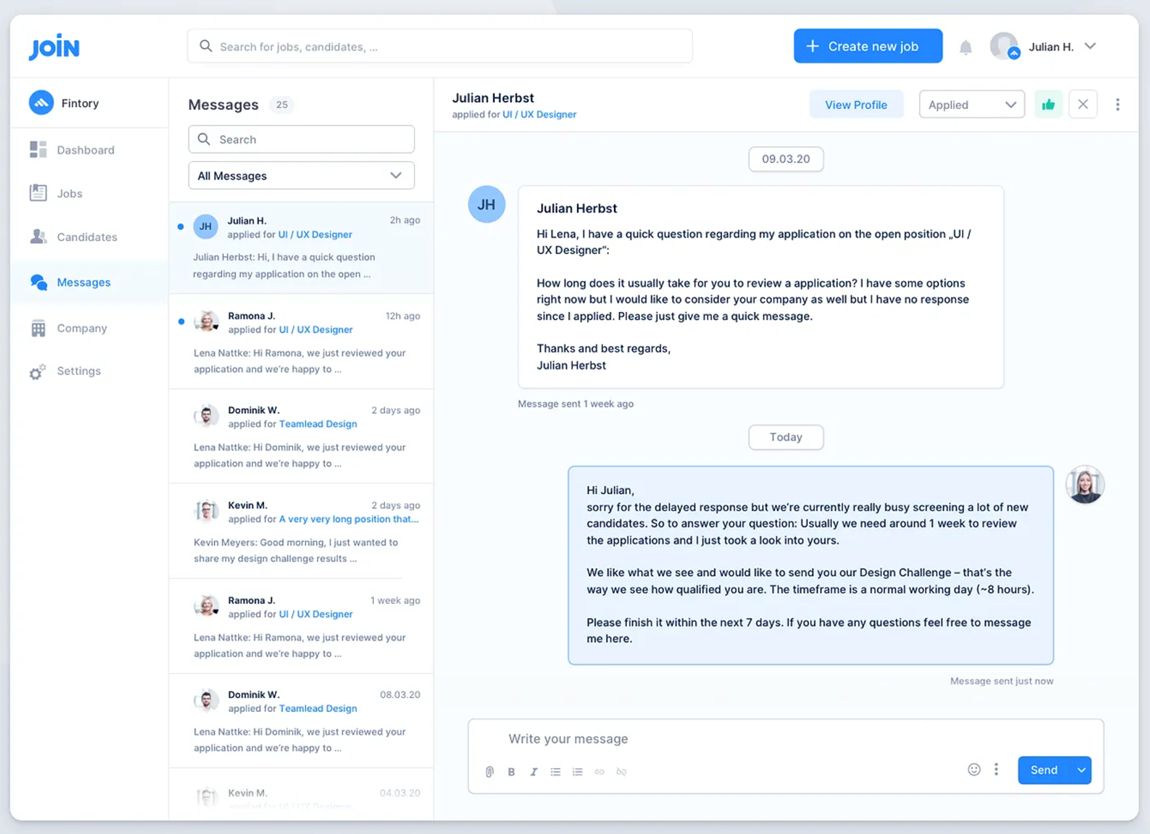 JOIN
Search for jobs, candidates, ...
+ Create new job
Julian H.
Fintory
Dashboard
Jobs
Candidates
Messages
Company
Settings
Messages 25
Search
All Messages
JH
Julian H.
2h ago
applied for UI / UX Designer
Julian Herbst: Hi, I have a quick question
regarding my application on the open ...
Ramona J.
12h ago
applied for UI / UX Designer
Lena Nattke: Hi Ramona, we just reviewed your
application and we're happy to ...
Dominik W.
2 days ago
applied for Teamlead Design
Lena Nattke: Hi Dominik, we just reviewed your
application and we're happy to ...
Kevin M.
2 days ago
applied for A very very long position that...
Kevin Meyers: Good morning, I just wanted to
share my design challenge results ...
Ramona J.
1 week ago
applied for UI / UX Designer
Lena Nattke: Hi Ramona, we just reviewed your
application and we're happy to ...
Dominik W.
08.03.20
applied for Teamlead Design
Lena Nattke: Hi Dominik, we just reviewed your
application and we're happy to ...
Kevin M.
04.03.20
applied for UI / UX Designer
Julian Herbst
applied for UI / UX Designer
View Profile
Applied
09.03.20
JH
Julian Herbst
Hi Lena, I have a quick question regarding my application on the open position „UI /
UX Designer“:
How long does it usually take for you to review a application? I have some options
right now but I would like to consider your company as well but I have no response
since I applied. Please just give me a quick message.
Thanks and best regards,
Julian Herbst
Message sent 1 week ago
Today
Hi Julian,
sorry for the delayed response but we're currently really busy screening a lot of new
candidates. So to answer your question: Usually we need around 1 week to review
the applications and I just took a look into yours.
We like what we see and would like to send you our Design Challenge – that's the
way we see how qualified you are. The timeframe is a normal working day (~8 hours).
Please finish it within the next 7 days. If you have any questions feel free to message
me here.
Message sent just now
Write your message
B I
Send